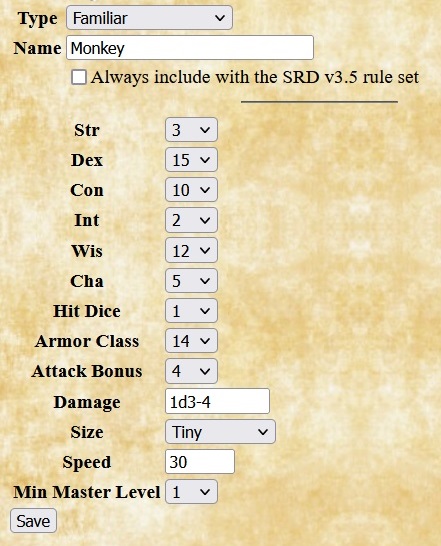 Type Familiar
Name Monkey
Always include with the SRD v3.5 rule set
Str 3
Dex 15
Con 10
Int 2
Wis 12
Cha 5
Hit Dice 1
Armor Class 14
Attack Bonus 4
Damage 1d3-4
Size Tiny
Speed 30
Min Master Level 1
Save